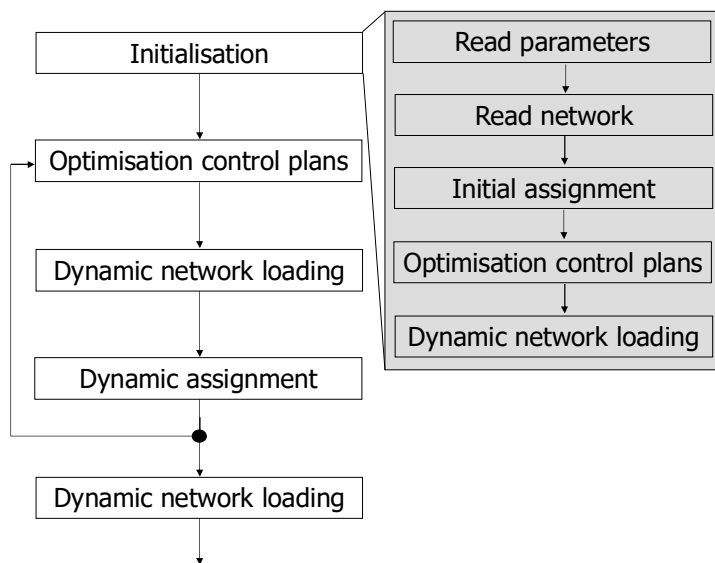 Initialisation
Optimisation control plans
Dynamic network loading
Dynamic assignment
Dynamic network loading
Read parameters
Read network
Initial assignment
Optimisation control plans
Dynamic network loading